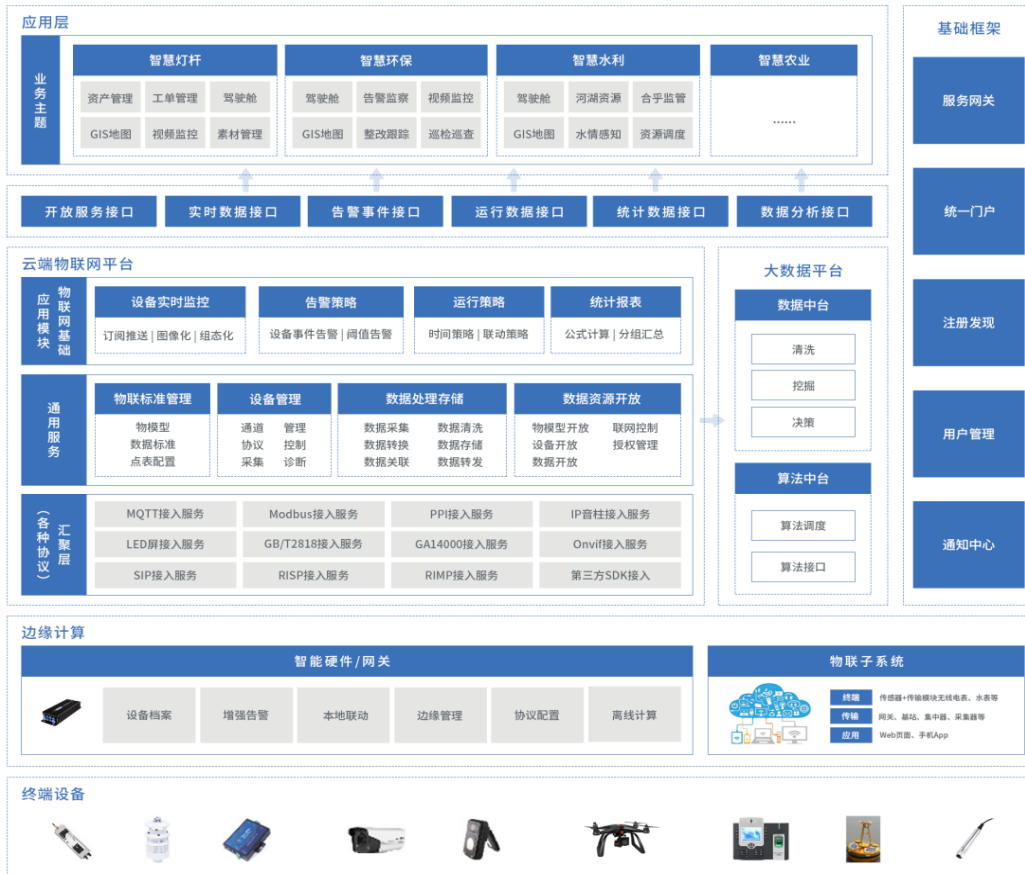 应用层
业务主题
智慧灯杆
资产管理 工单管理 驾驶舱
GIS地图 视频监控 素材管理
智慧环保
驾驶舱 告警监察 视频监控
GIS地图 整改跟踪 巡检巡查
智慧水利
驾驶舱 河湖资源 合乎监管
GIS地图 水情感知 资源调度
智慧农业
......
开放服务接口 实时数据接口 告警事件接口 运行数据接口 统计数据接口 数据分析接口
云端物联网平台
物联网基础
应用模块
设备实时监控
订阅推送 | 图像化 | 组态化
告警策略
设备事件告警 | 阈值告警
运行策略
时间策略 | 联动策略
统计报表
公式计算 | 分组汇总
通用服务
物联标准管理
物模型
数据标准
点表配置
设备管理
通道 管理
协议 控制
采集 诊断
数据处理存储
数据采集 数据清洗
数据转换 数据存储
数据关联 数据转发
数据资源开放
物模型开放 联网控制
设备开放 授权管理
数据开放
汇聚层
（各种协议）
MQTT接入服务 Modbus接入服务 PPI接入服务 IP音柱接入服务
LED屏接入服务 GB/T2818接入服务 GA14000接入服务 Onvif接入服务
SIP接入服务 RISP接入服务 RIMP接入服务 第三方SDK接入
大数据平台
数据中台
清洗
挖掘
决策
算法中台
算法调度
算法接口
基础框架
服务网关
统一门户
注册发现
用户管理
通知中心
边缘计算
智能硬件/网关
设备档案 增强告警 本地联动 边缘管理 协议配置 离线计算
物联子系统
终端 传感器+传输模块无线电表、水表等
传输 网关、基站、集中器、采集器等
应用 Web页面、手机App
终端设备